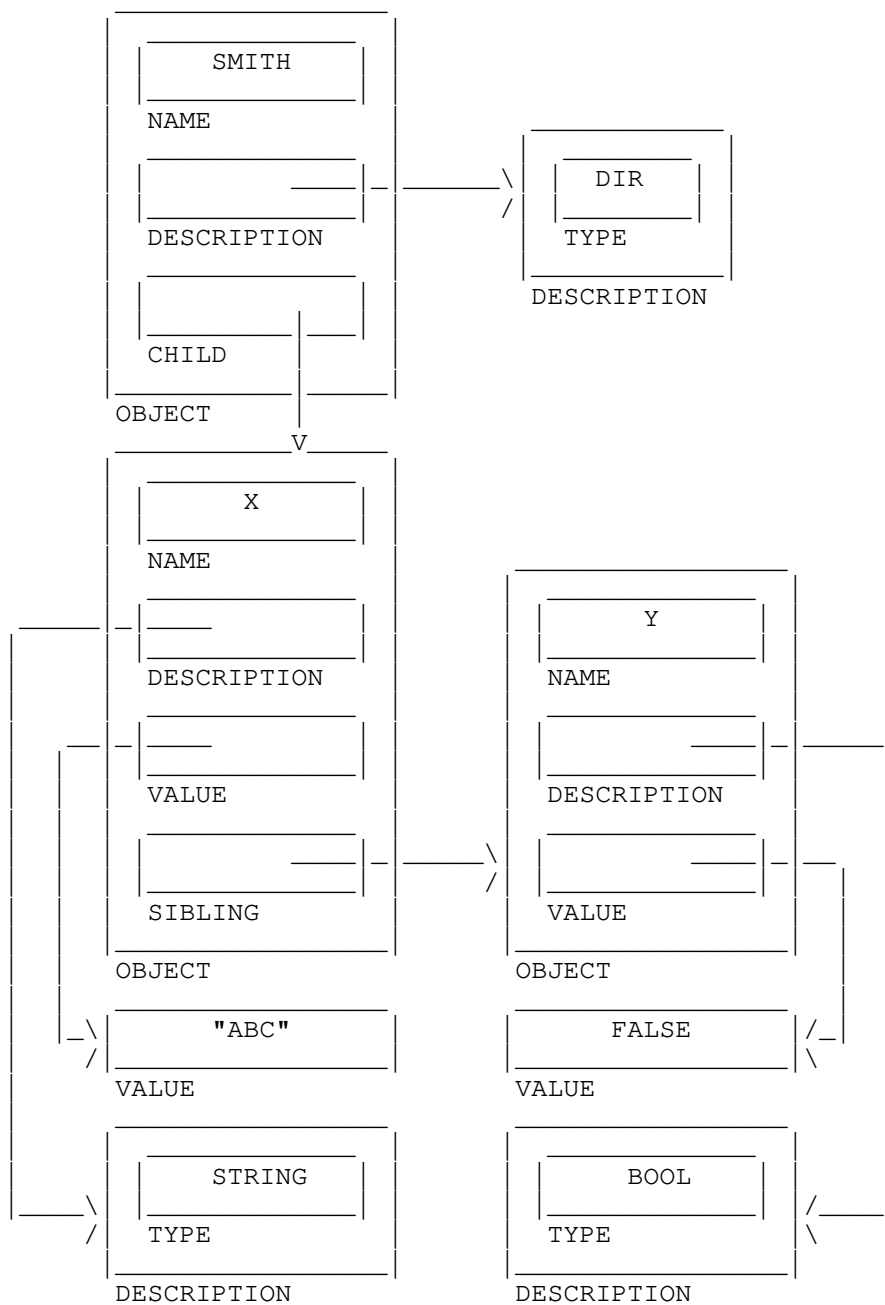 SMITH
NAME
DIR
DESCRIPTION TYPE
DESCRIPTION
CHILD
OBJECT
V
X
NAME
Y
DESCRIPTION NAME
VALUE DESCRIPTION
SIBLING VALUE
OBJECT OBJECT
"ABC" FALSE
VALUE VALUE
STRING BOOL
TYPE TYPE
DESCRIPTION DESCRIPTION